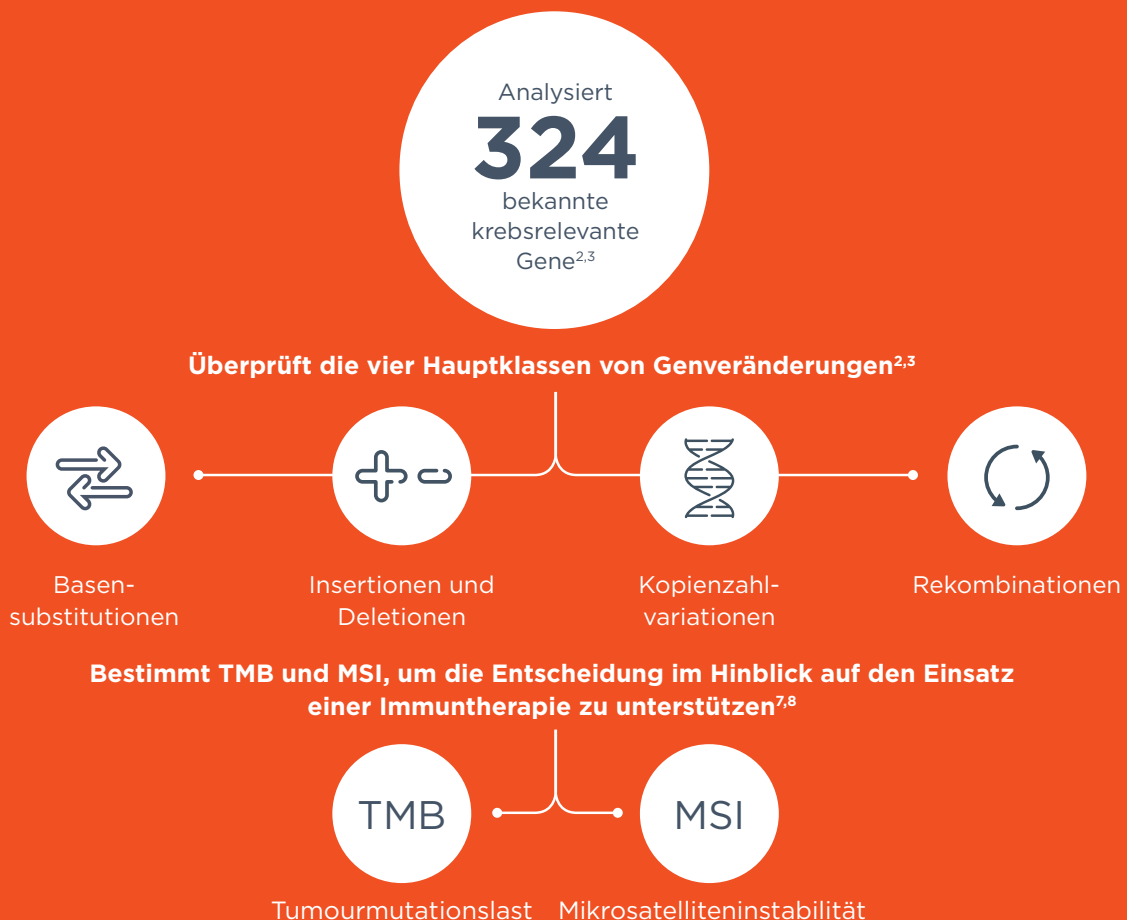 Analysiert
324
bekannte
krebsrelevante
Gene2,3
Überprüft die vier Hauptklassen von Genveränderungen2,3
Basen-
substitutionen
Insertionen und
Deletionen
Kopienzahl-
variationen
Rekombinationen
Bestimmt TMB und MSI, um die Entscheidung im Hinblick auf den Einsatz
einer Immuntherapie zu unterstützen7,8
TMB
MSI
Tumourmutationslast
Mikrosatelliteninstabilität